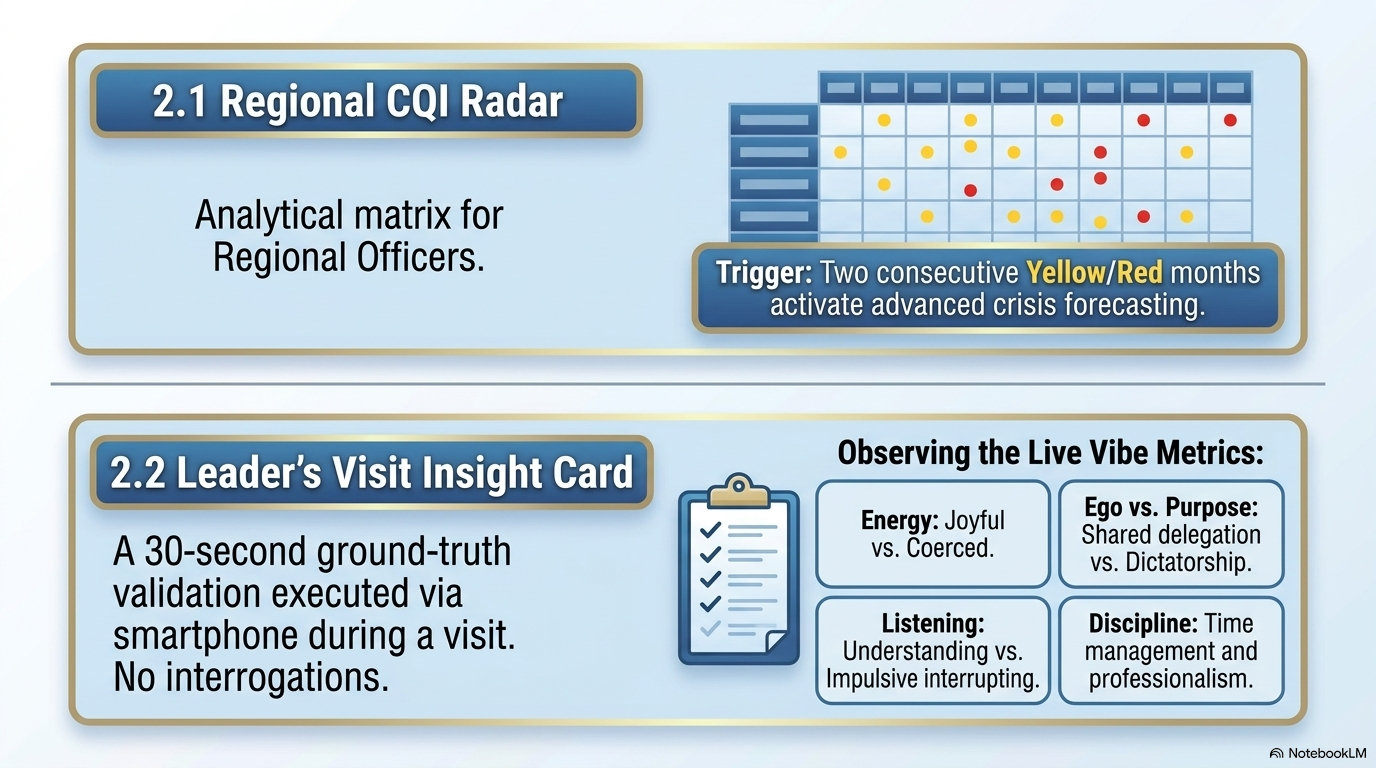 2.1 Regional CQI Radar
Analytical matrix for
Regional Officers.
Trigger: Two consecutive Yellow/Red months
activate advanced crisis forecasting.
2.2 Leader’s Visit Insight Card
A 30-second ground-truth
validation executed via
smartphone during a visit.
No interrogations.
Observing the Live Vibe Metrics:
Energy: Joyful
vs. Coerced.
Ego vs. Purpose:
Shared delegation
vs. Dictatorship.
Listening:
Understanding vs.
Impulsive interrupting.
Discipline: Time
management and
professionalism.
NotebookLM